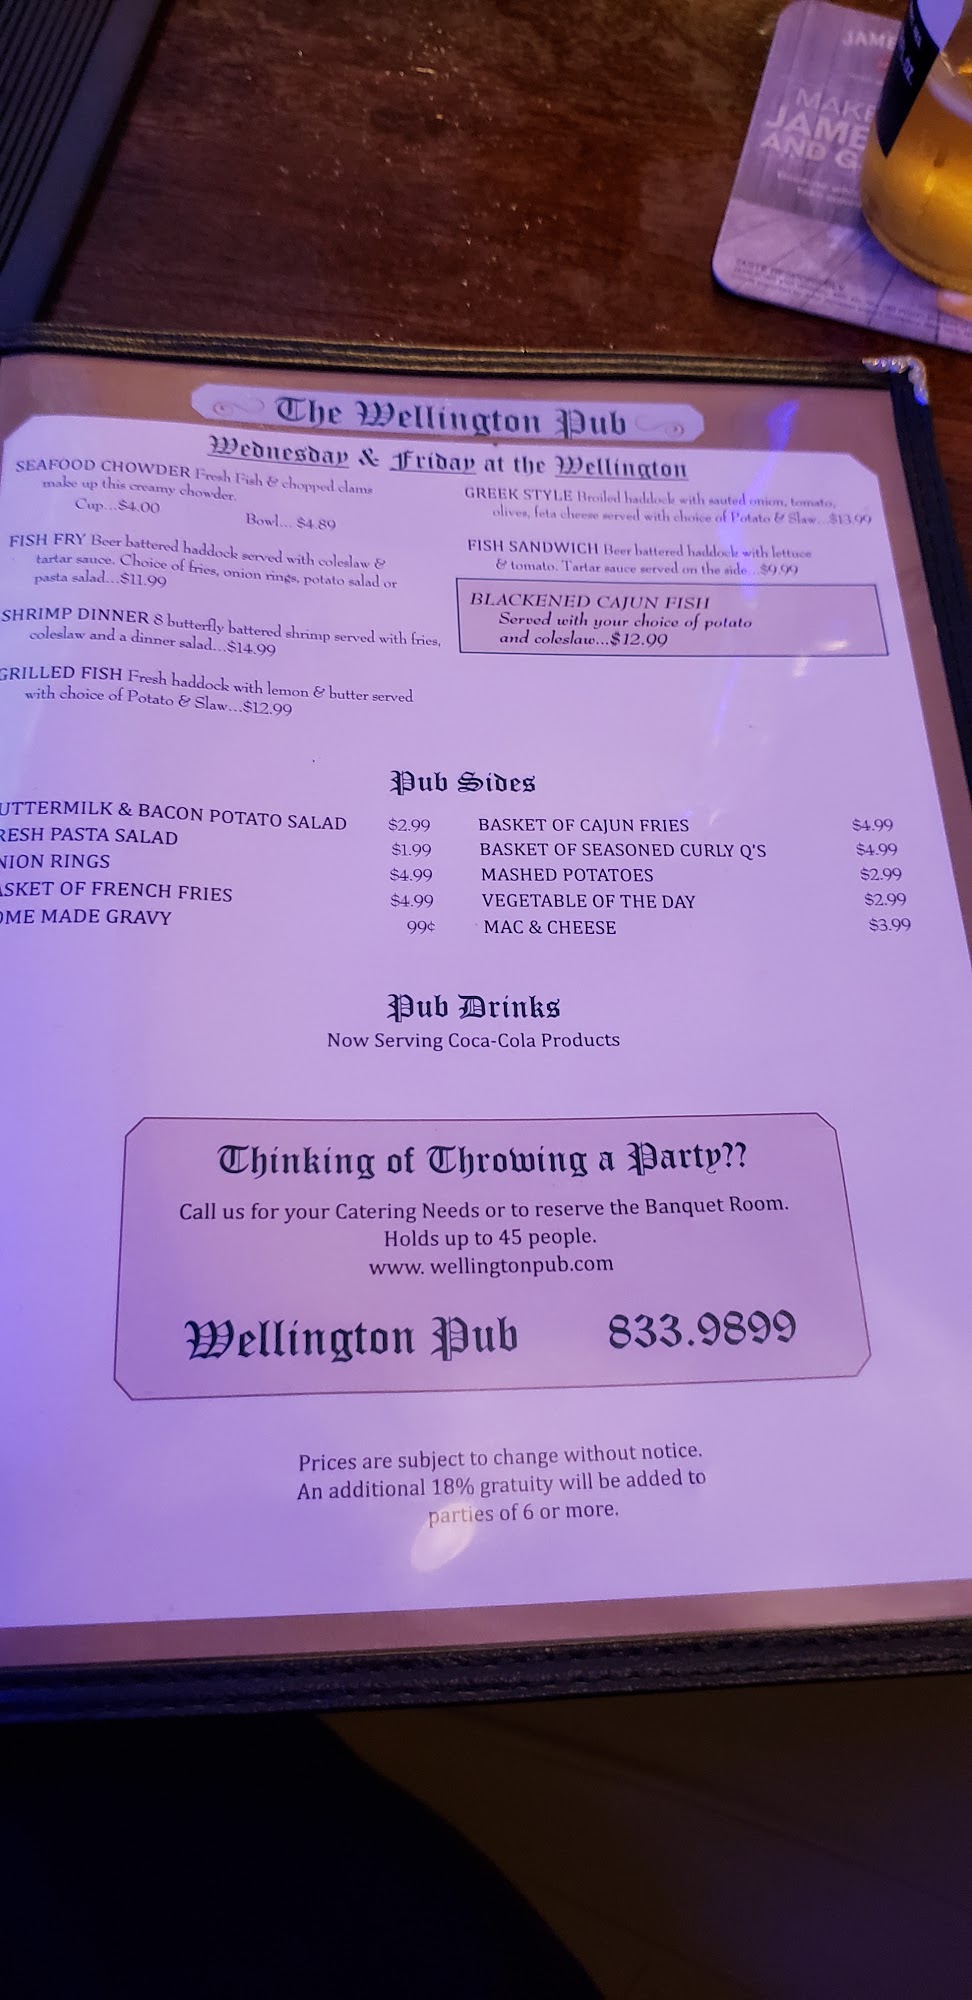 JAME
MAKE
JAME
AND G
The Wellington Pub
Wednesday & Friday at the Wellington
SEAFOOD CHOWDER Fresh Fish & chopped clams
make up this creamy chowder.
Cup...$4.00
Bowl... $4.89
FISH FRY Beer battered haddock served with coleslaw &
tartar sauce. Choice of fries, onion rings, potato salad or
pasta salad...$11.99
SHRIMP DINNER 8 butterfly battered shrimp served with fries,
coleslaw and a dinner salad...$14.99
GRILLED FISH Fresh haddock with lemon & butter served
with choice of Potato & Slaw...$12.99
GREEK STYLE Broiled haddock with sauted onion, tomato,
olives, feta cheese served with choice of Potato & Slaw...$13.99
FISH SANDWICH Beer battered haddock with lettuce
& tomato. Tartar sauce served on the side...$9.99
BLACKENED CAJUN FISH
Served with your choice of potato
and coleslaw...$12.99
Pub Sides
UTTERMILK & BACON POTATO SALAD $2.99
RESH PASTA SALAD $1.99
NION RINGS $4.99
ASKET OF FRENCH FRIES $4.99
OME MADE GRAVY 99¢
BASKET OF CAJUN FRIES $4.99
BASKET OF SEASONED CURLY Q'S $4.99
MASHED POTATOES $2.99
VEGETABLE OF THE DAY $2.99
MAC & CHEESE $3.99
Pub Drinks
Now Serving Coca-Cola Products
Thinking of Throwing a Party??
Call us for your Catering Needs or to reserve the Banquet Room.
Holds up to 45 people.
www. wellingtonpub.com
Wellington Pub 833.9899
Prices are subject to change without notice.
An additional 18% gratuity will be added to
parties of 6 or more.